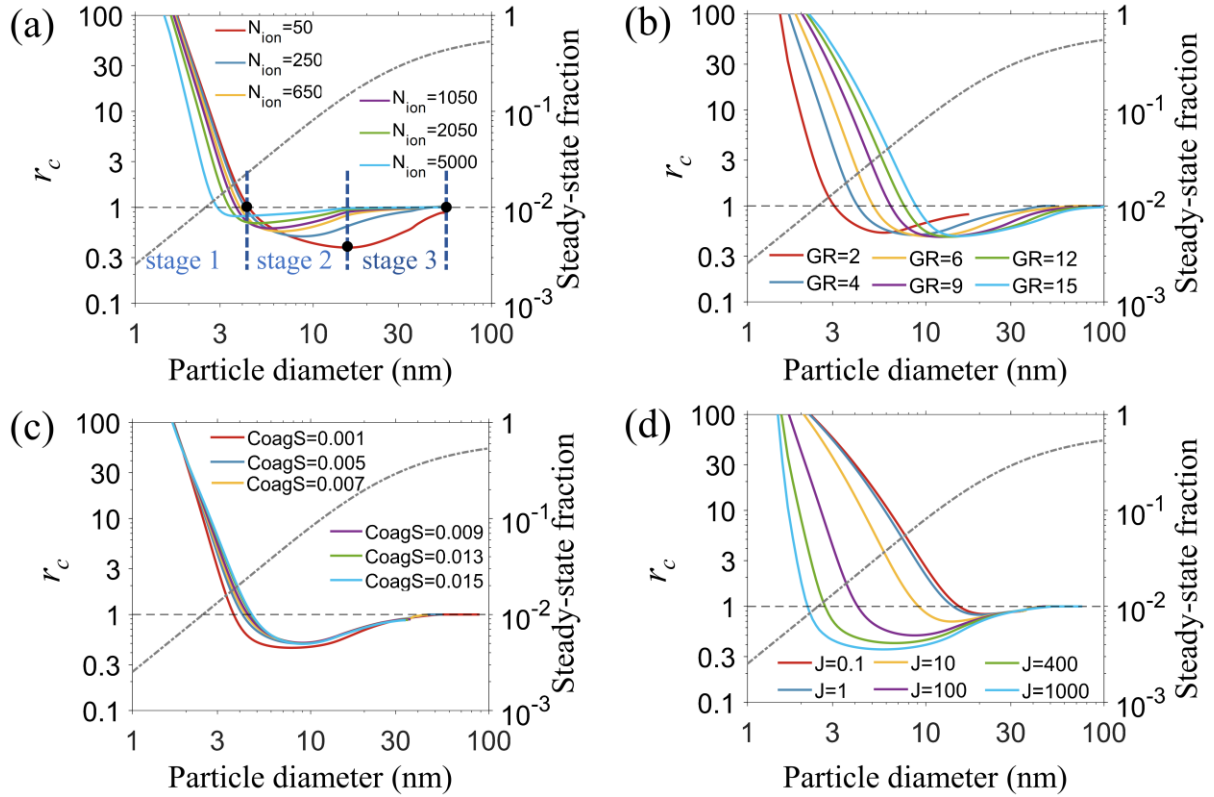 (a)
100
30
10
3
1
0.3
0.1
r_c
N_ion=50
N_ion=250
N_ion=650
N_ion=1050
N_ion=2050
N_ion=5000
stage 1 stage 2 stage 3
1
10^-1
10^-2
10^-3
Steady-state fraction
1 3 10 30 100
Particle diameter (nm)
(b)
100
30
10
3
1
0.3
0.1
r_c
GR=2 GR=6 GR=12
GR=4 GR=9 GR=15
1
10^-1
10^-2
10^-3
Steady-state fraction
1 3 10 30 100
Particle diameter (nm)
(c)
100
30
10
3
1
0.3
0.1
r_c
CoagS=0.001
CoagS=0.005
CoagS=0.007
CoagS=0.009
CoagS=0.013
CoagS=0.015
1
10^-1
10^-2
10^-3
Steady-state fraction
1 3 10 30 100
Particle diameter (nm)
(d)
100
30
10
3
1
0.3
0.1
r_c
J=0.1 J=10 J=400
J=1 J=100 J=1000
1
10^-1
10^-2
10^-3
Steady-state fraction
1 3 10 30 100
Particle diameter (nm)